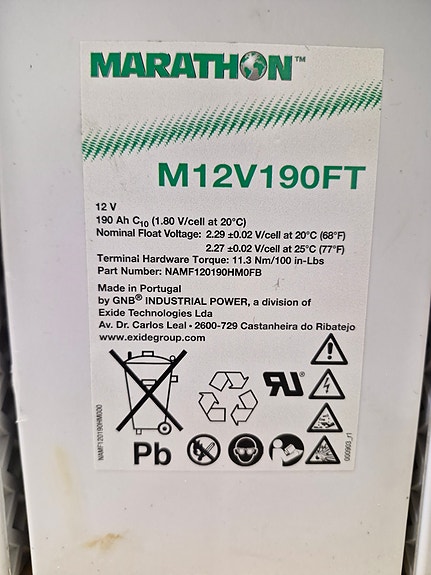 MARATHON™
M12V190FT
12 V
190 Ah C10 (1.80 V/cell at 20°C)
Nominal Float Voltage: 2.29 ±0.02 V/cell at 20°C (68°F)
2.27 ±0.02 V/cell at 25°C (77°F)
Terminal Hardware Torque: 11.3 Nm/100 in-Lbs
Part Number: NAMF120190HM0FB
Made in Portugal
by GNB® INDUSTRIAL POWER, a division of
Exide Technologies Lda
Av. Dr. Carlos Leal - 2600-729 Castanheira do Ribatejo
www.exidegroup.com
Pb
NAMF120190HM000
000903_r1